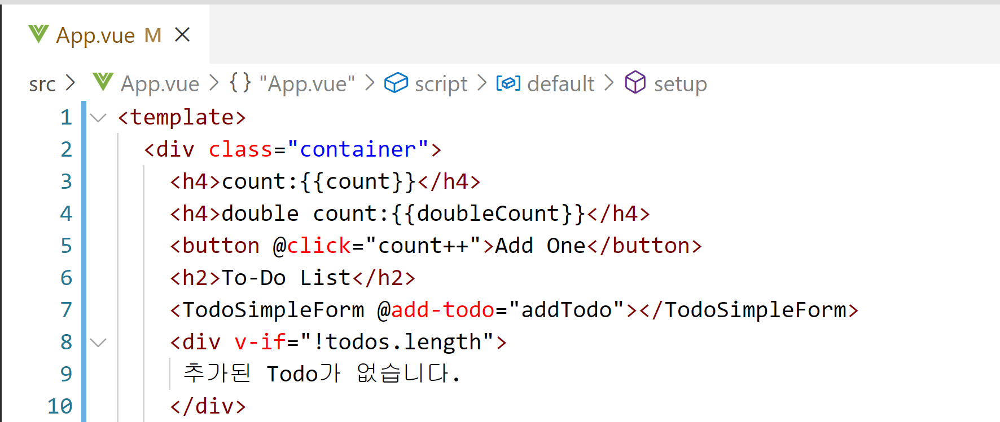 App.vue M
src > App.vue > {} "App.vue" > script > default > setup
1 <template>
2 <div class="container">
3 <h4>count:{{count}}</h4>
4 <h4>double count:{{doubleCount}}</h4>
5 <button @click="count++">Add One</button>
6 <h2>To-Do List</h2>
7 <TodoSimpleForm @add-todo="addTodo"></TodoSimpleForm>
8 <div v-if="!todos.length">
9 추가된 Todo가 없습니다.
10 </div>